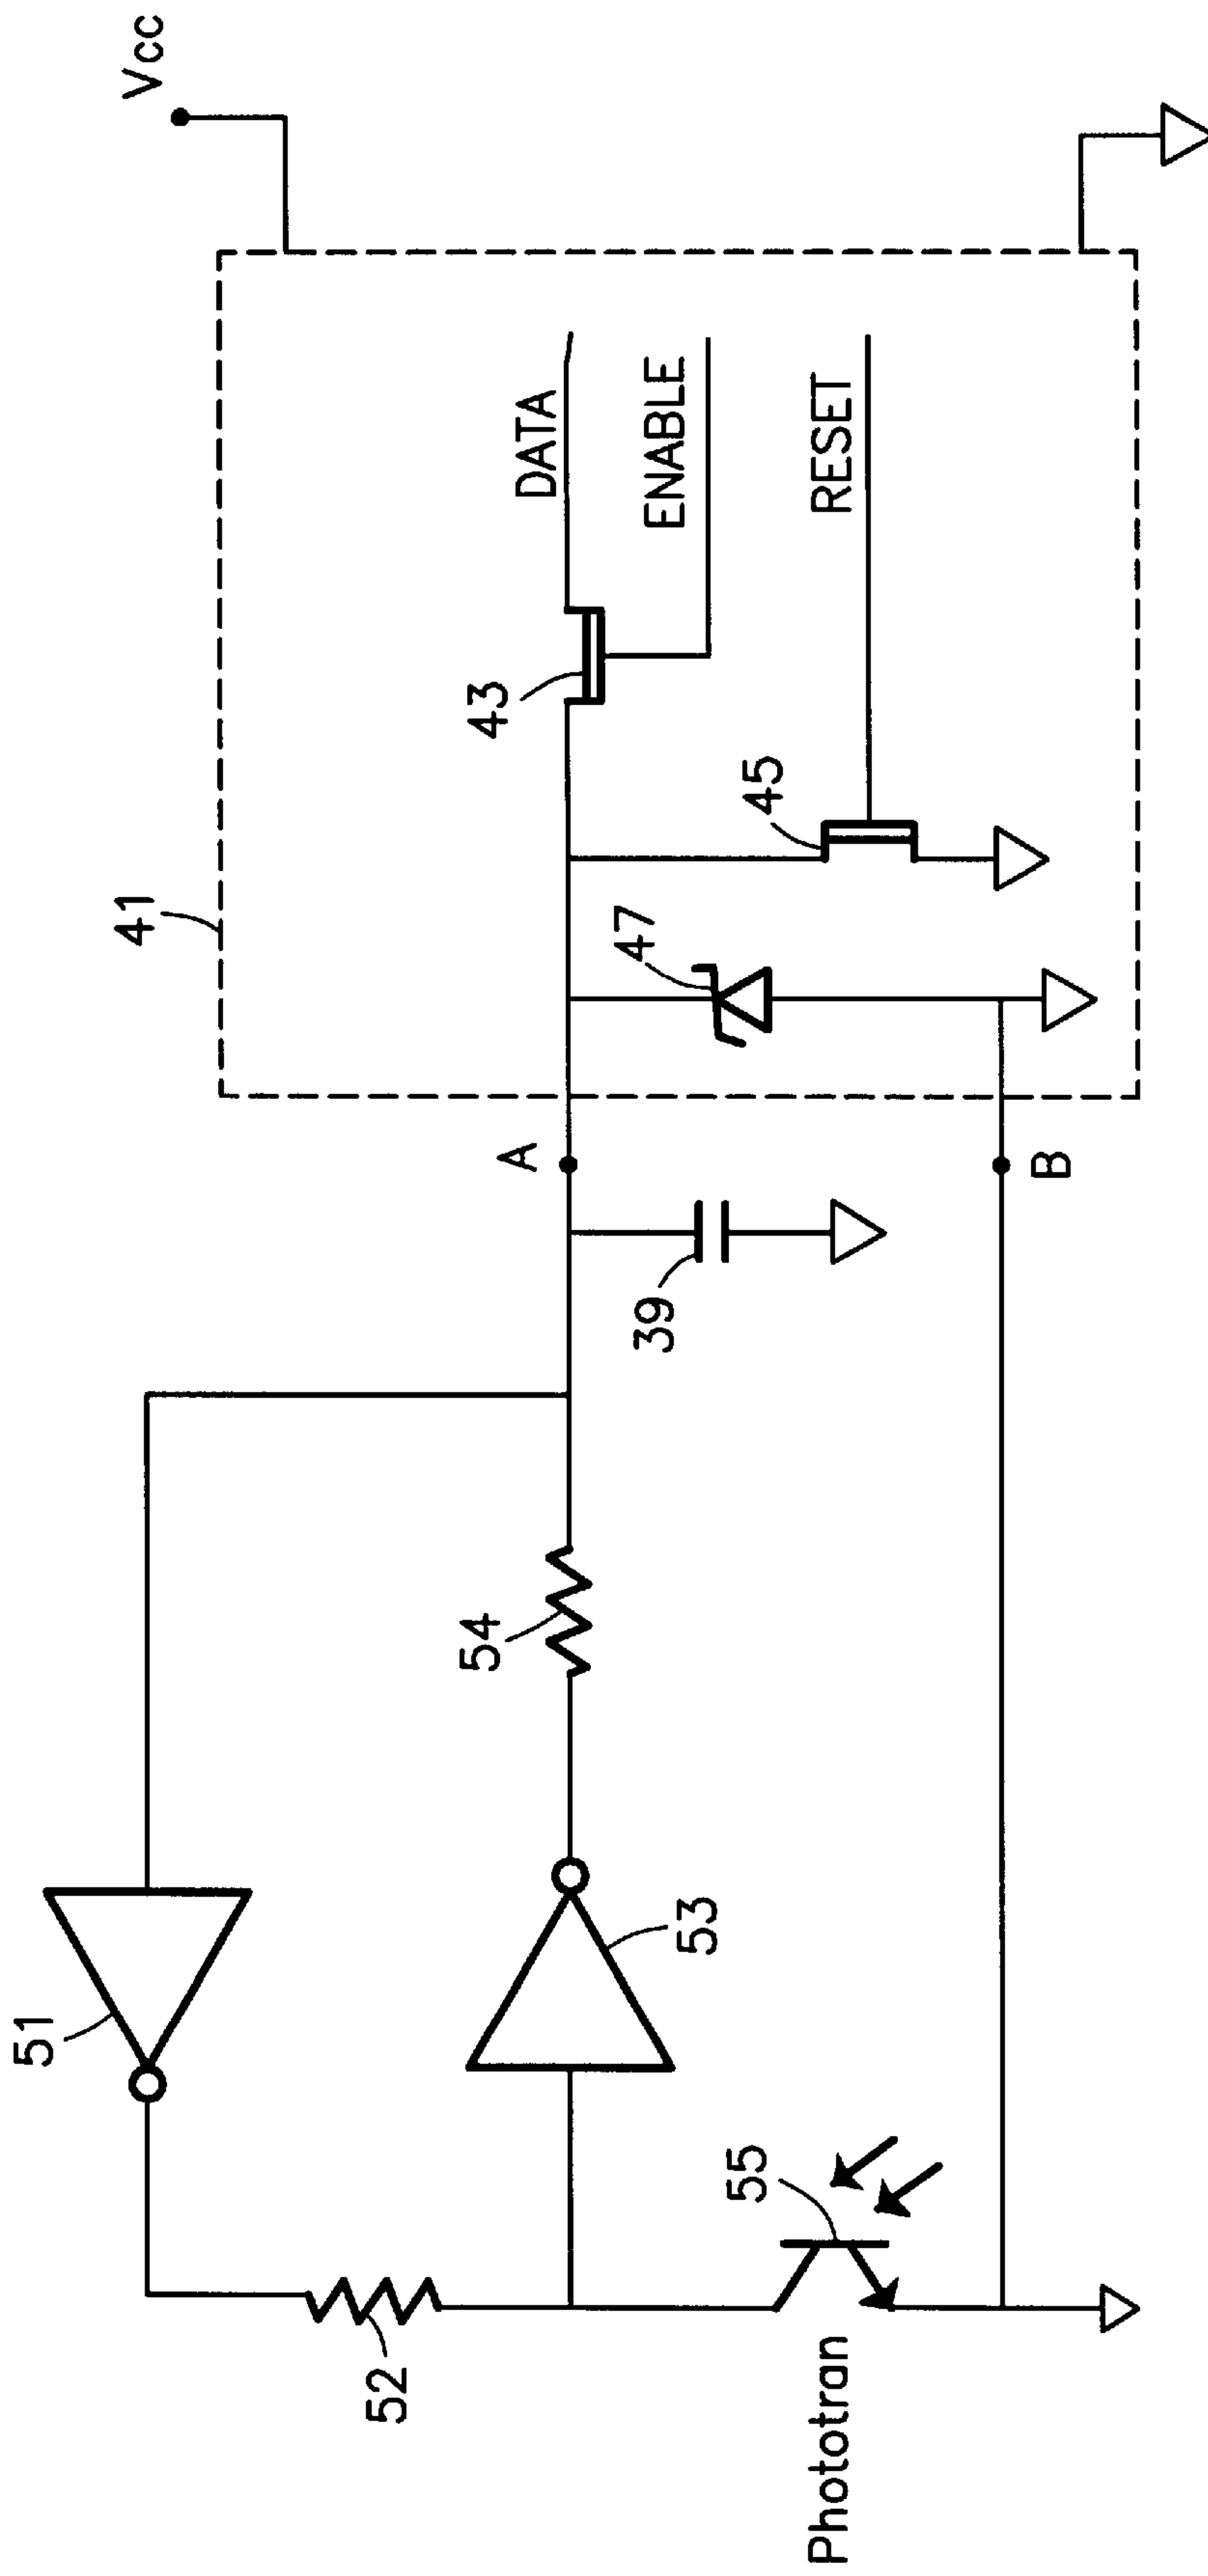 Vcc
41
DATA
ENABLE
RESET
43
45
47
A
B
39
54
51
53
52
55
Phototran